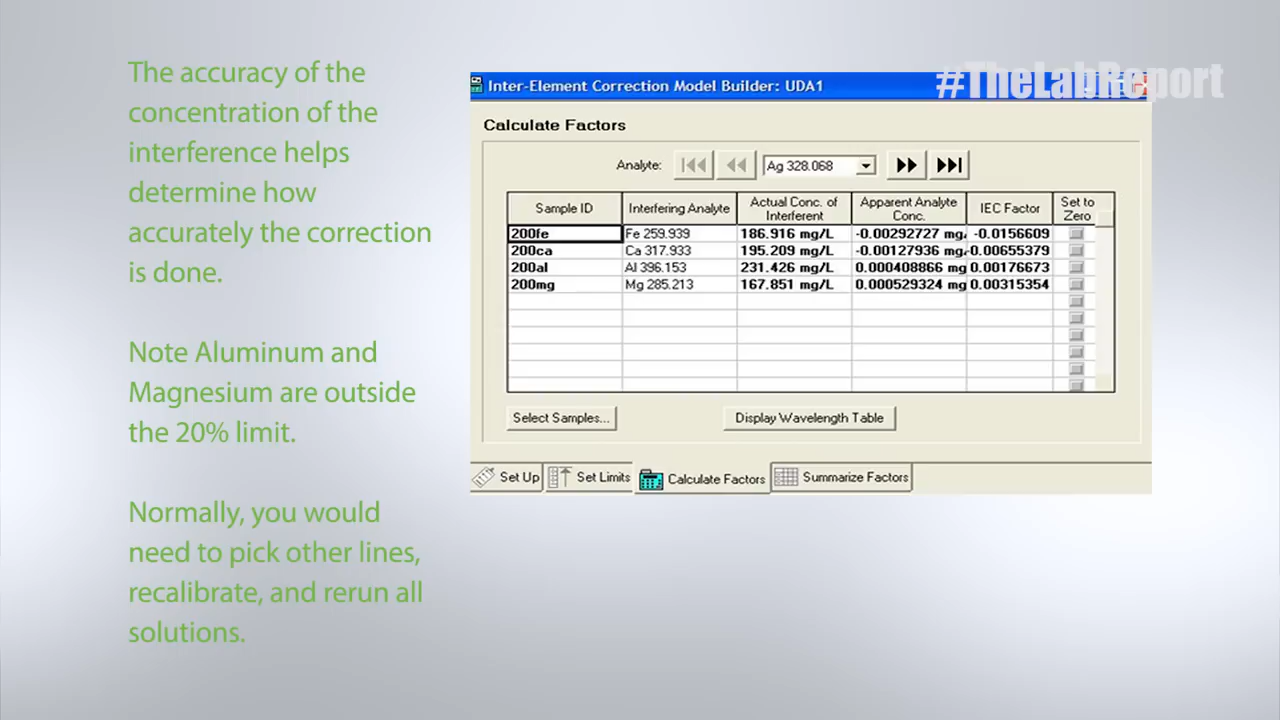 #TheLabReport
The accuracy of the
concentration of the
interference helps
determine how
accurately the correction
is done.
Note Aluminum and
Magnesium are outside
the 20% limit.
Normally, you would
need to pick other lines,
recalibrate, and rerun all
solutions.
Inter-Element Correction Model Builder: UDA1
Calculate Factors
Analyte: Ag 328.068
Sample ID Interfering Analyte Actual Conc. of Interferent Apparent Analyte Conc. IEC Factor Set to Zero
200fe Fe 259.939 186.916 mg/L -0.00292727 mg. -0.0156609
200ca Ca 317.933 195.209 mg/L -0.00127936 mg. -0.00655379
200al Al 396.153 231.426 mg/L 0.000408866 mg 0.00176673
200mg Mg 285.213 167.851 mg/L 0.000529324 mg 0.00315354
Select Samples... Display Wavelength Table
Set Up Set Limits Calculate Factors Summarize Factors